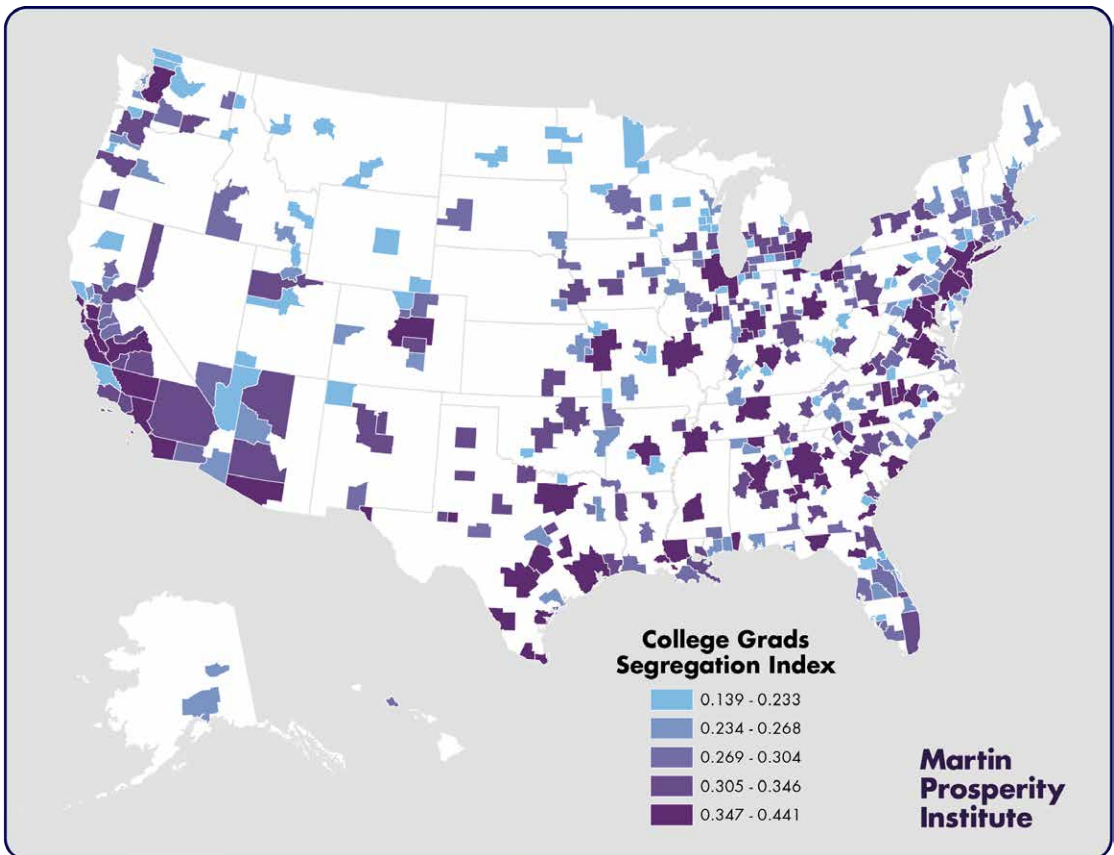 College Grads
Segregation Index
0.139 - 0.233
0.234 - 0.268
0.269 - 0.304
0.305 - 0.346
0.347 - 0.441
Martin
Prosperity
Institute